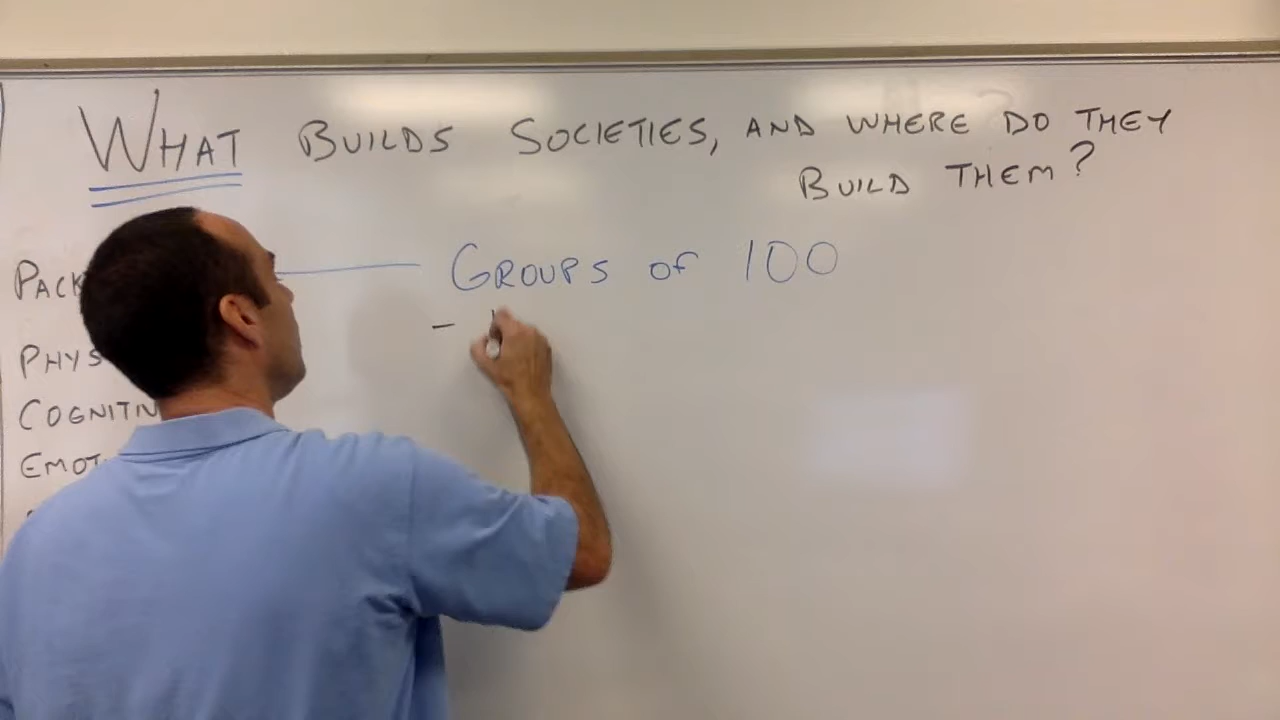 WHAT BUILDS SOCIETIES, AND WHERE DO THEY
BUILD THEM?
GROUPS OF 100
-